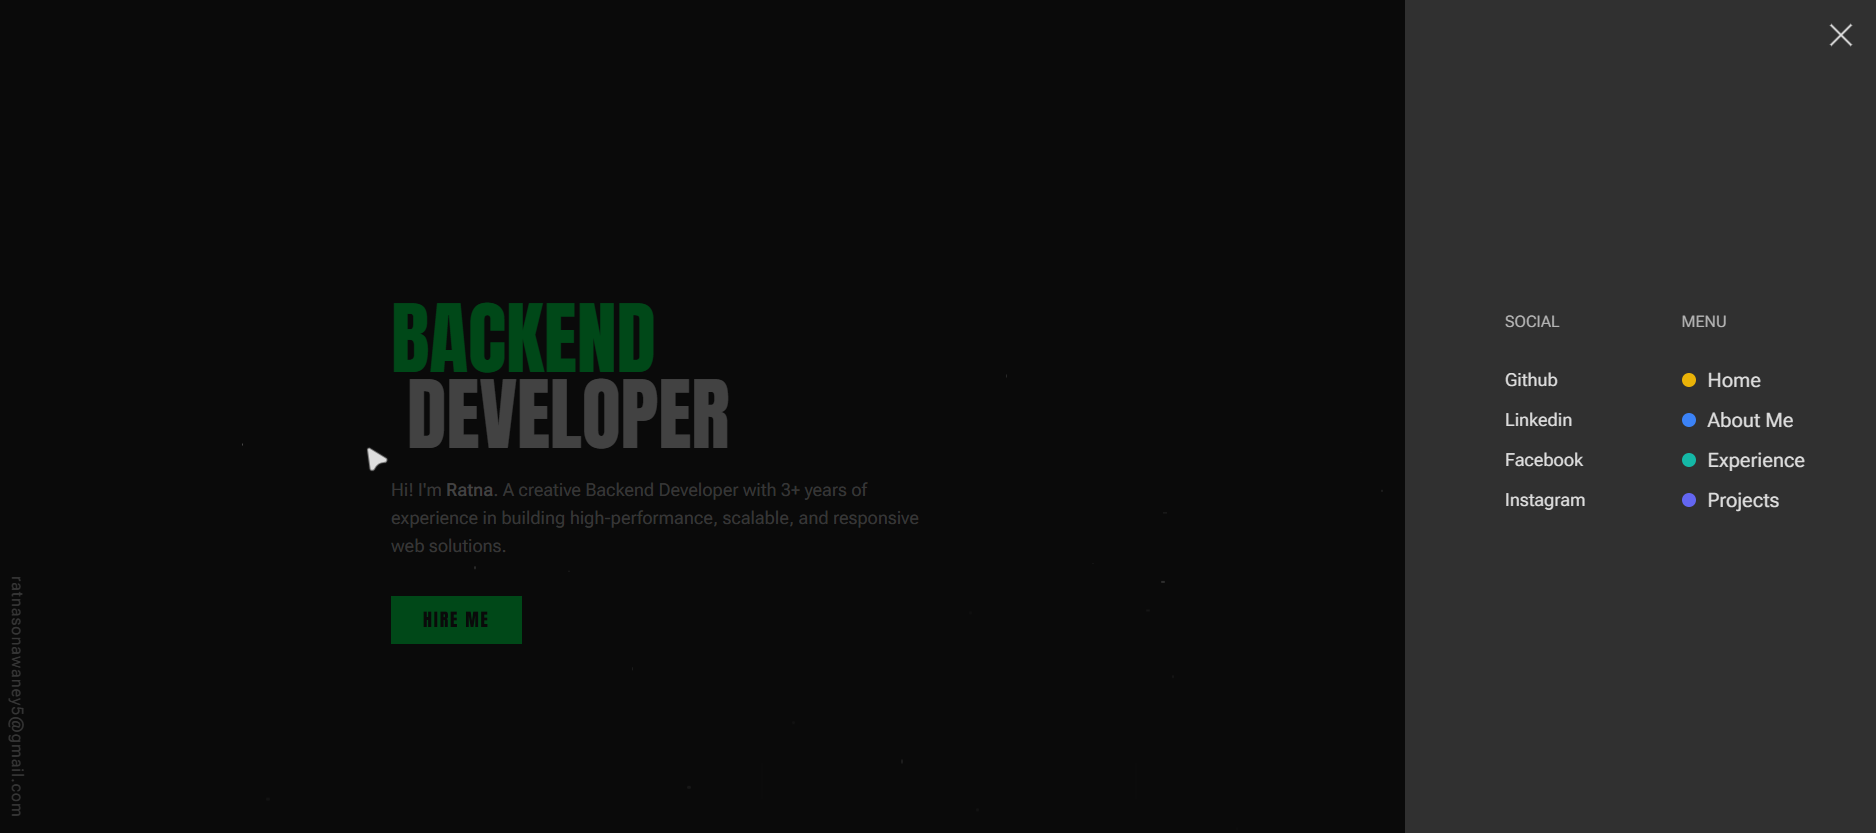 BACKEND
DEVELOPER
Hi! I'm Ratna. A creative Backend Developer with 3+ years of
experience in building high-performance, scalable, and responsive
web solutions.
HIRE ME
ratnasonawaney5@gmail.com
SOCIAL
Github
Linkedin
Facebook
Instagram
MENU
Home
About Me
Experience
Projects